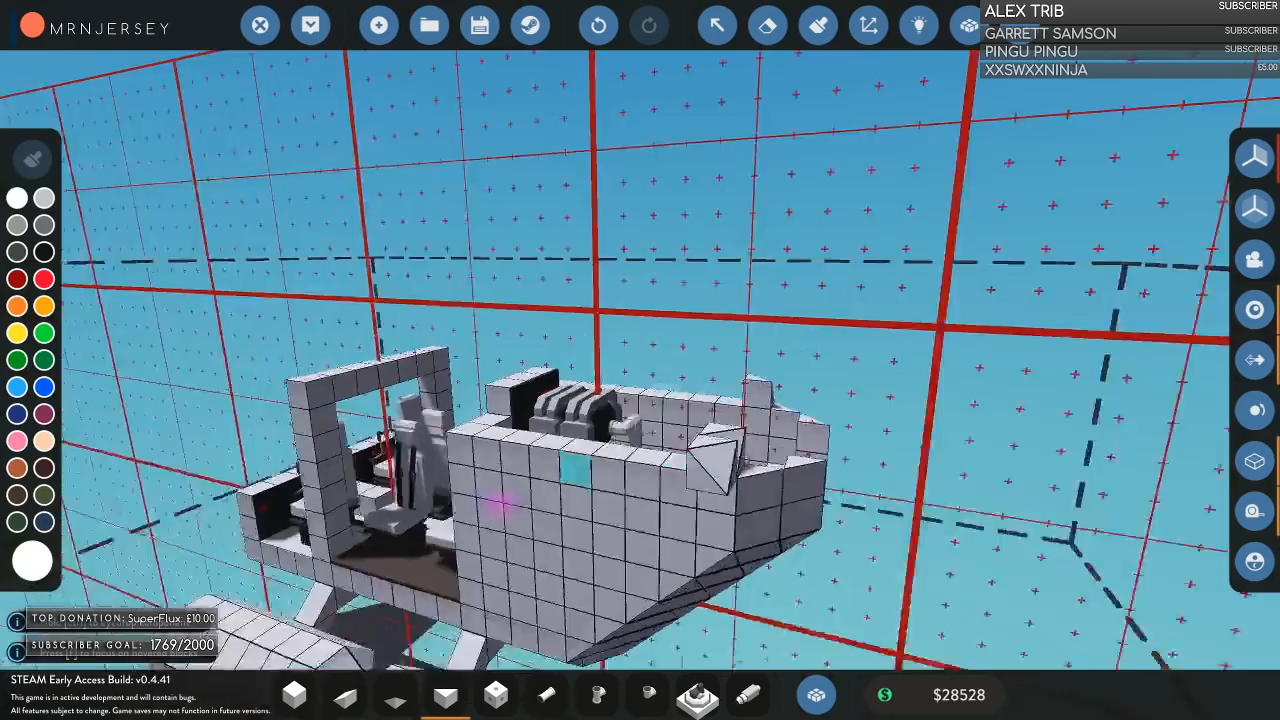 MRNJERSEY
ALEX TRIB SUBSCRIBER
GARRETT SAMSON SUBSCRIBER
PINGU PINGU SUBSCRIBER
XXSWXXNINJA £5.00
TOP DONATION: SuperFlux: £10.00
SUBSCRIBER GOAL: 1769/2000
STEAM Early Access Build: v0.4.41
This game is in active development and will contain bugs.
All features subject to change. Game saves may not function in future versions.
$ $28528